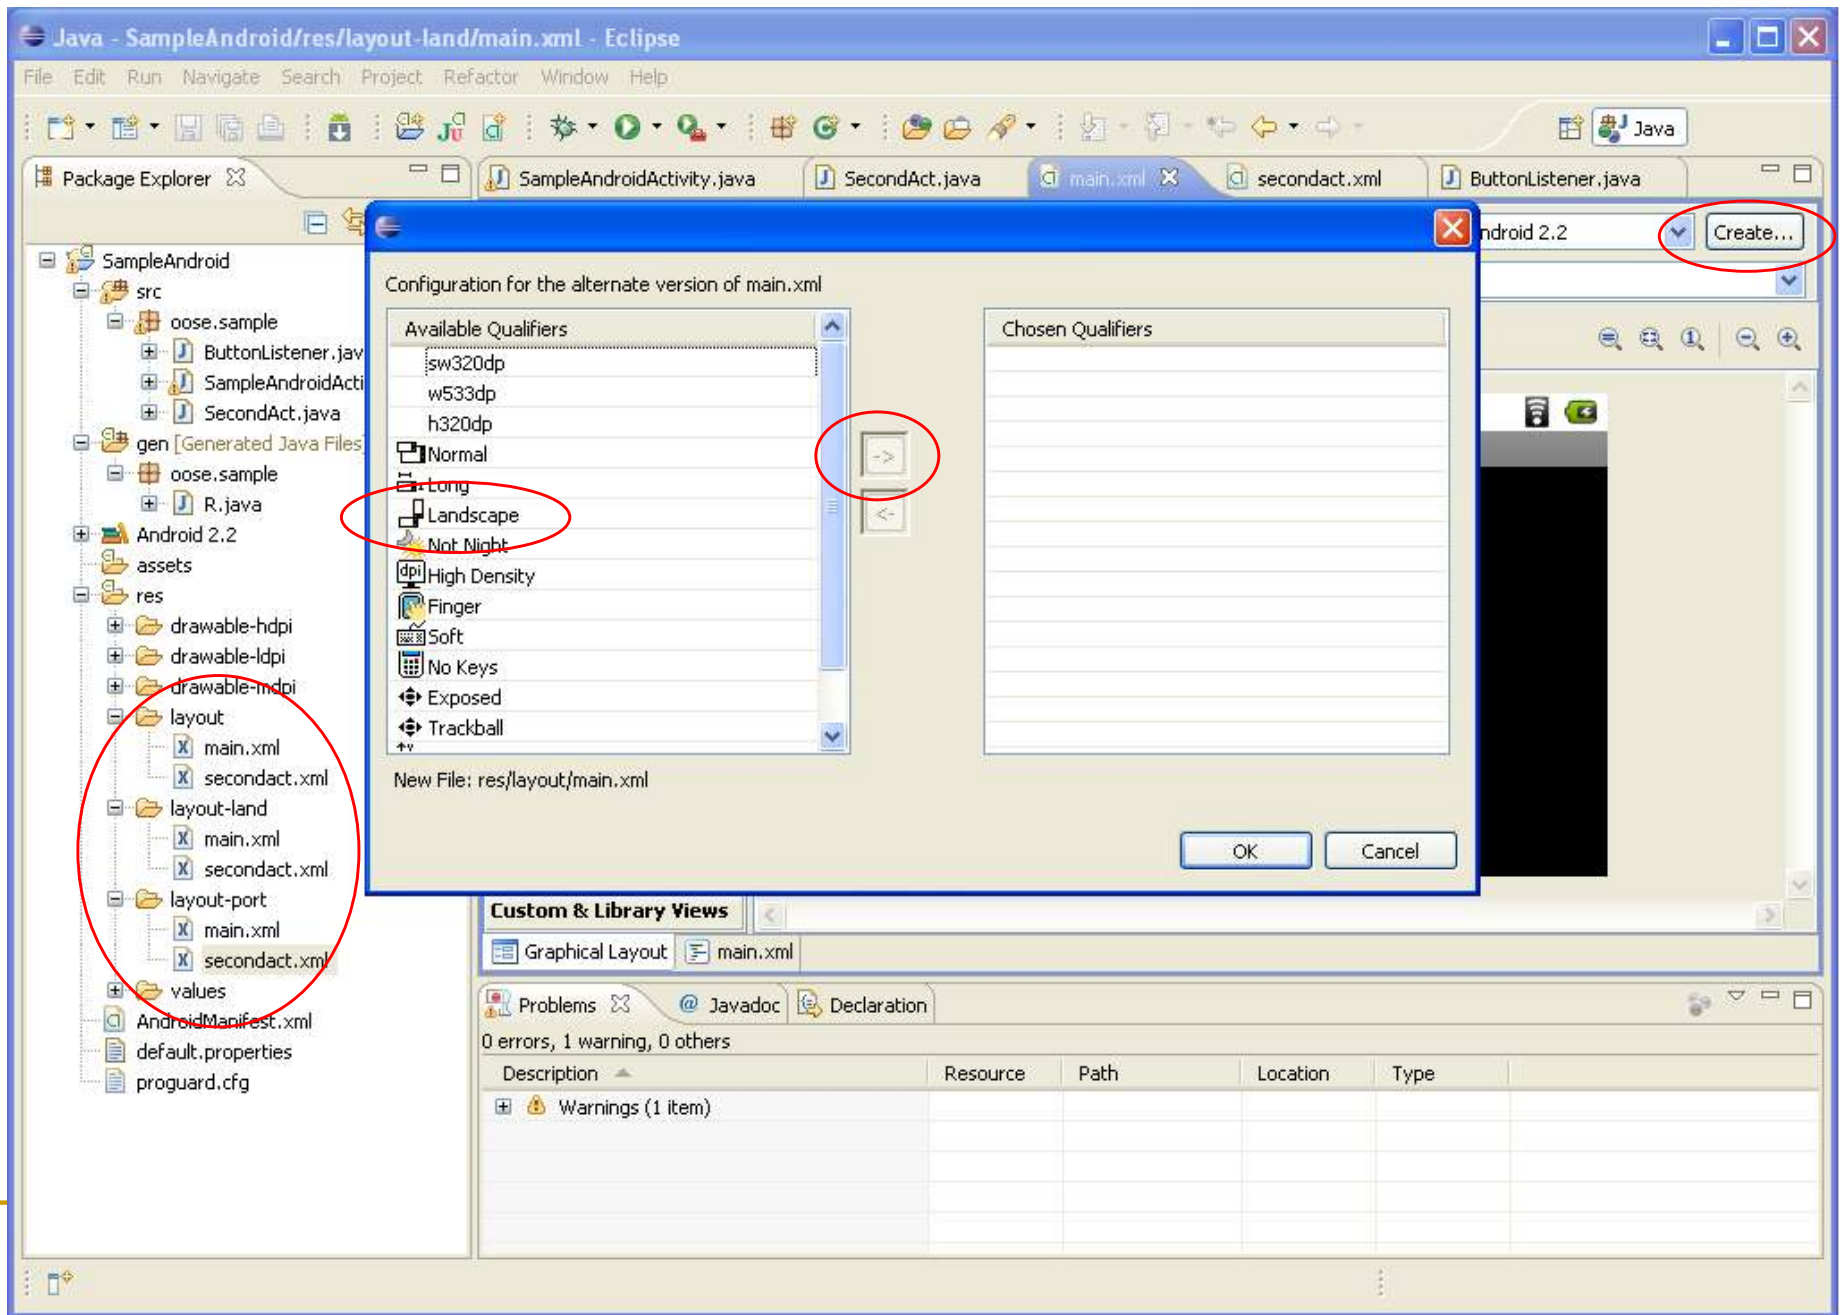 Java - SampleAndroid/res/layout-land/main.xml - Eclipse
File Edit Run Navigate Search Project Refactor Window Help
Java
Package Explorer
SampleAndroidActivity.java SecondAct.java main.xml secondact.xml ButtonListener.java
ndroid 2.2 Create...
SampleAndroid
src
oose.sample
ButtonListener.jav
SampleAndroidActi
SecondAct.java
gen [Generated Java Files]
oose.sample
R.java
Android 2.2
assets
res
drawable-hdpi
drawable-ldpi
drawable-mdpi
layout
main.xml
secondact.xml
layout-land
main.xml
secondact.xml
layout-port
main.xml
secondact.xml
values
AndroidManifest.xml
default.properties
proguard.cfg
Configuration for the alternate version of main.xml
Available Qualifiers
sw320dp
w533dp
h320dp
Normal
Long
Landscape
Not Night
dpi High Density
Finger
Soft
No Keys
Exposed
Trackball
->
<-
Chosen Qualifiers
New File: res/layout/main.xml
OK Cancel
Custom & Library Views
Graphical Layout main.xml
Problems @ Javadoc Declaration
0 errors, 1 warning, 0 others
Description Resource Path Location Type
Warnings (1 item)